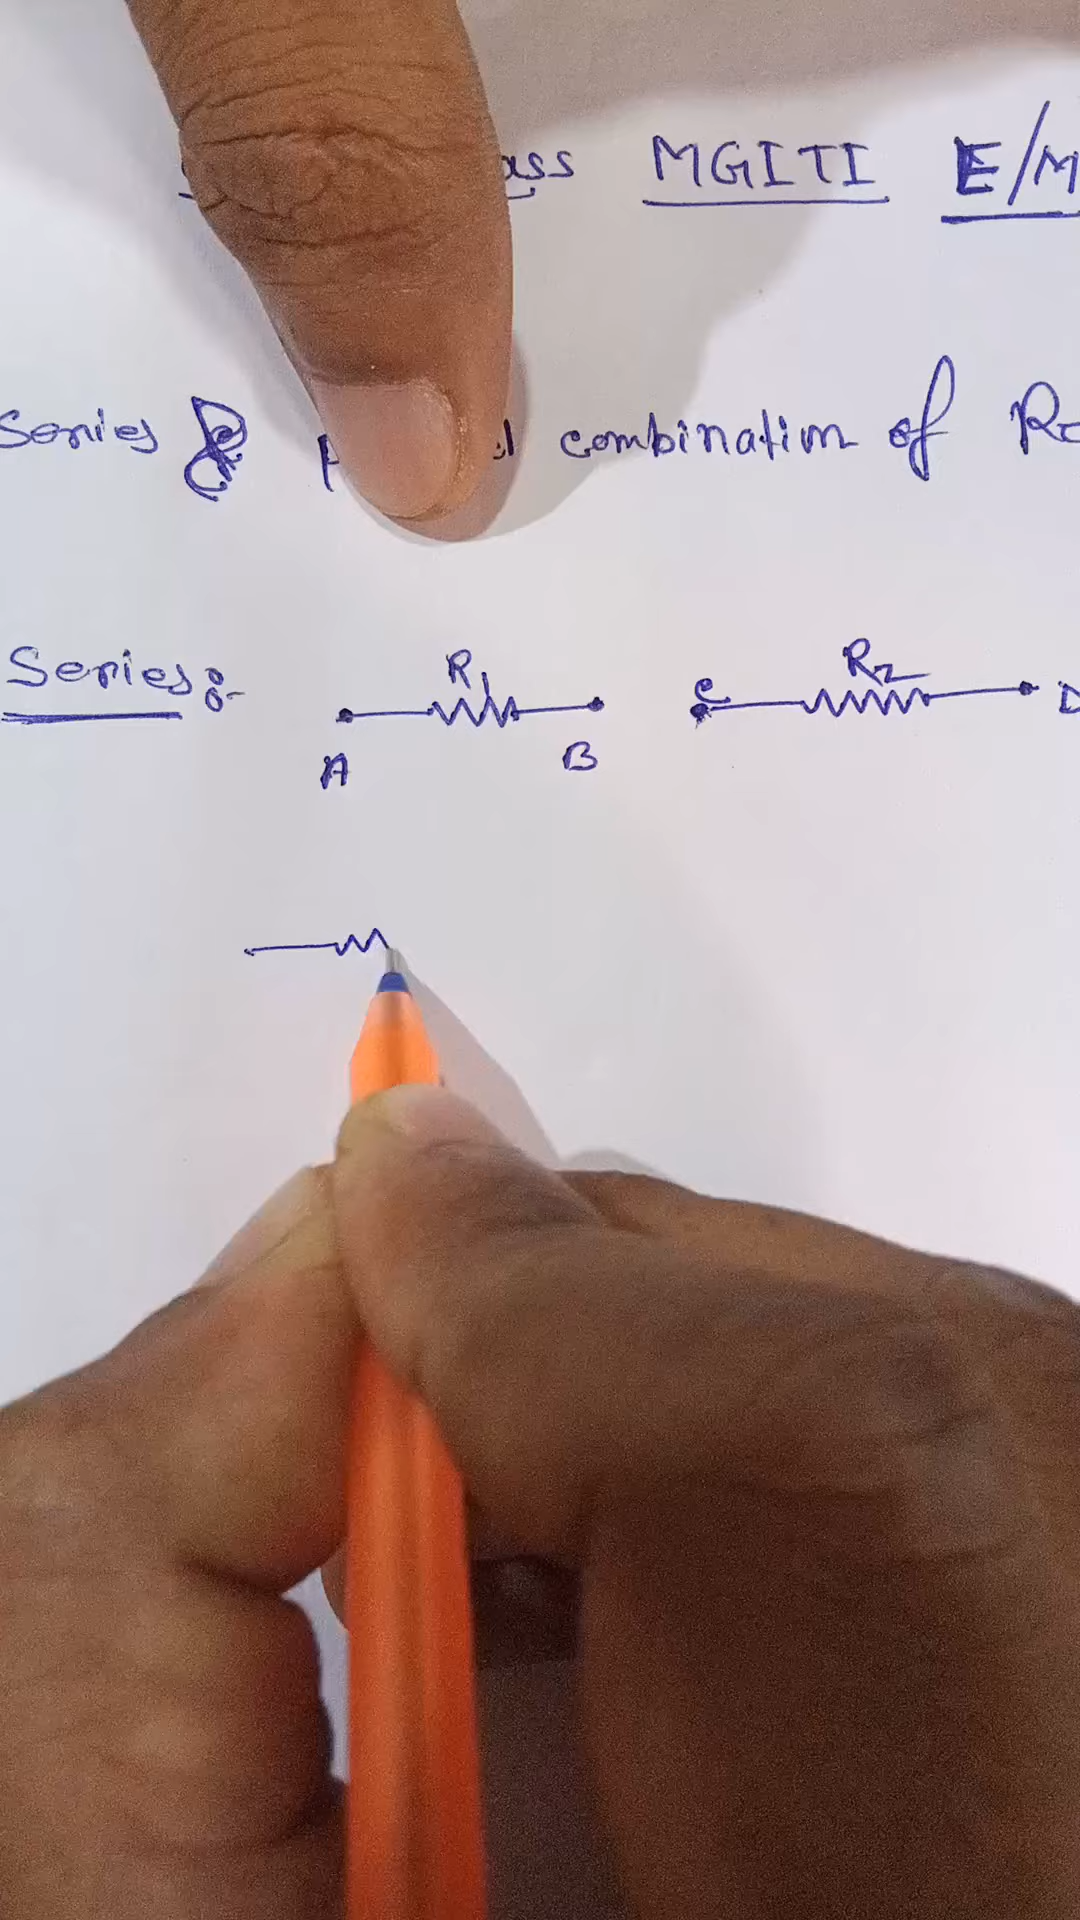 MGITI E/M
Series & combination of
Series :- R1 R2
A B C D